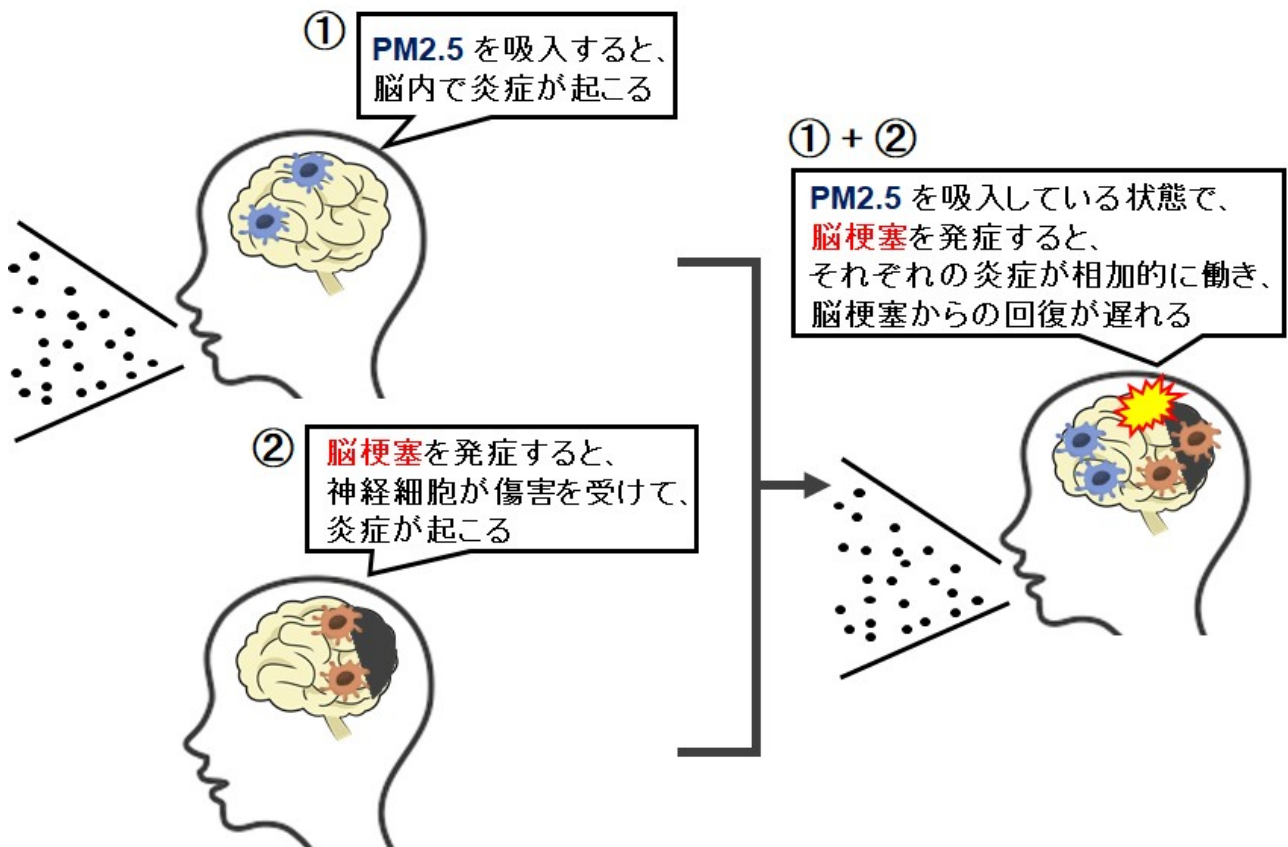 ①
PM2.5 を吸入すると、
脳内で炎症が起こる
②
脳梗塞を発症すると、
神経細胞が傷害を受けて、
炎症が起こる
① + ②
PM2.5 を吸入している状態で、
脳梗塞を発症すると、
それぞれの炎症が相加的に働き、
脳梗塞からの回復が遅れる